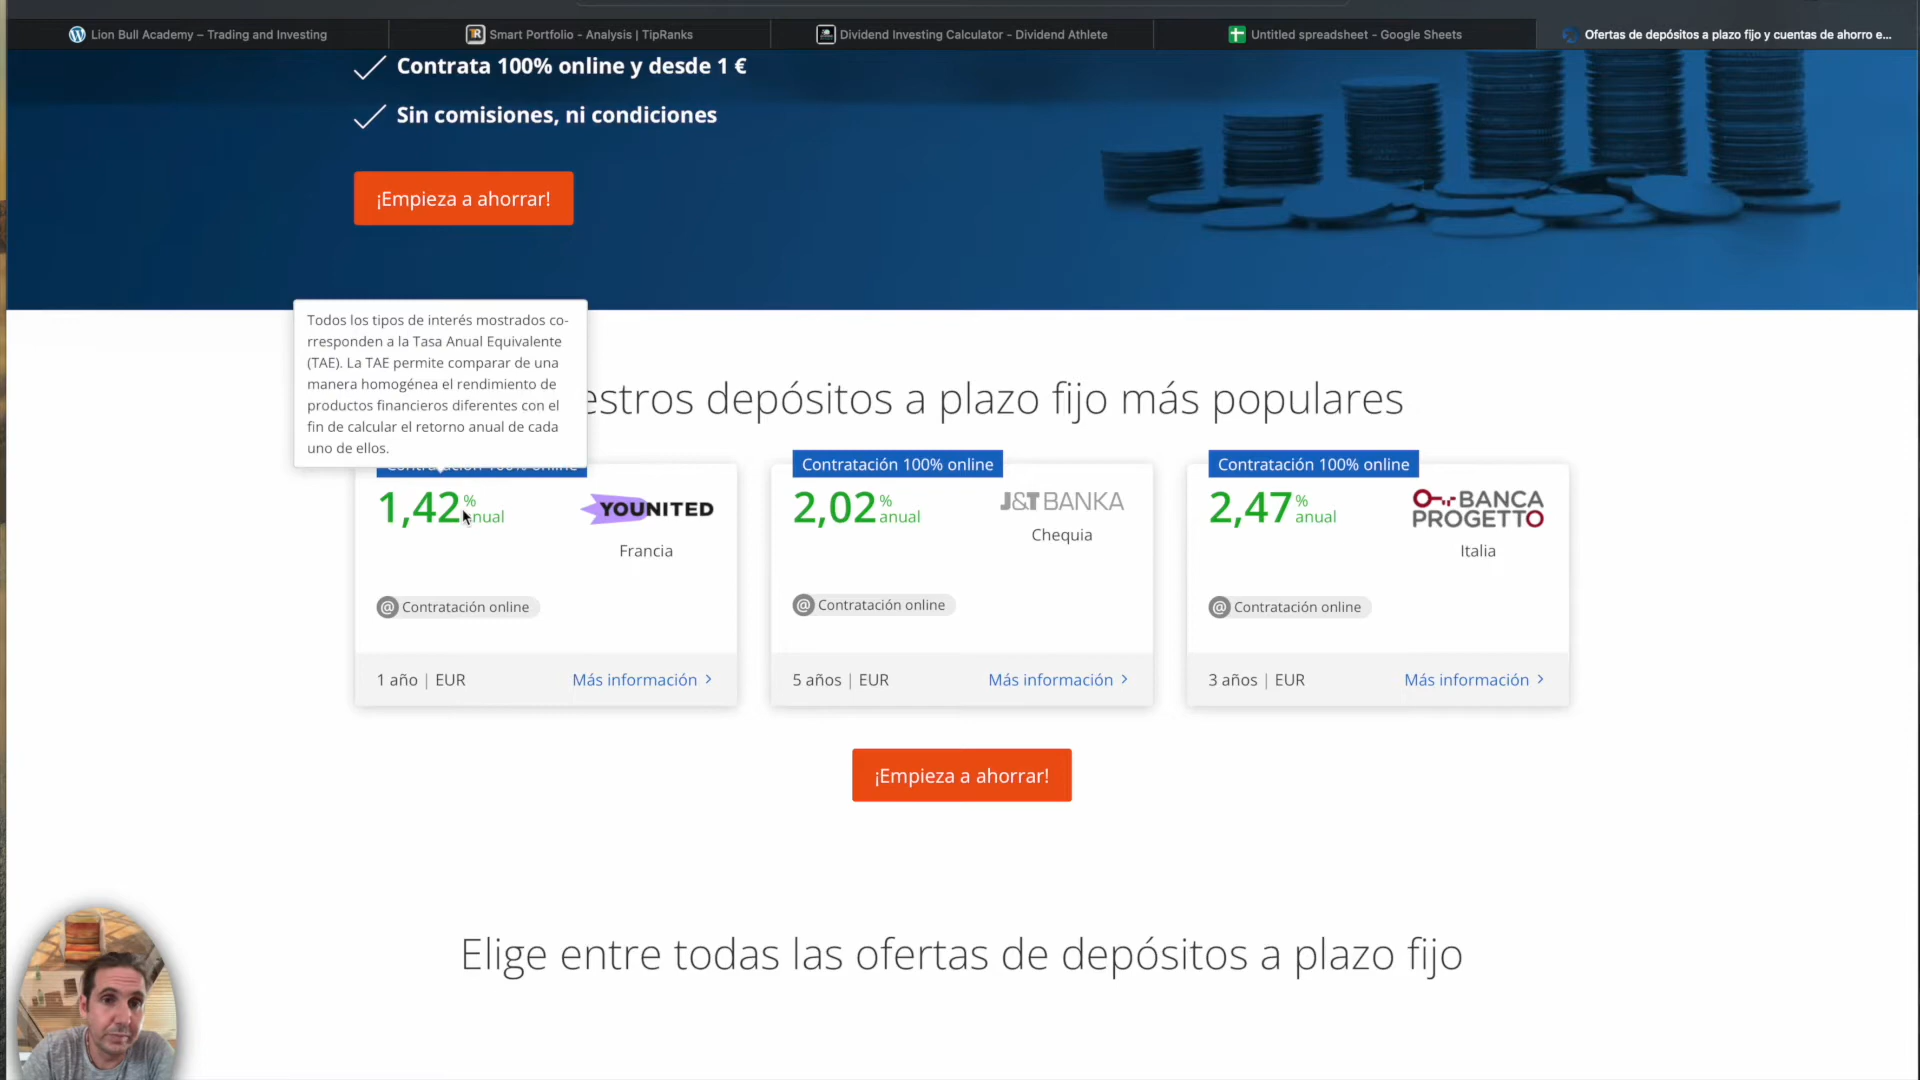 Lion Bull Academy – Trading and Investing
Smart Portfolio - Analysis | TipRanks
Dividend Investing Calculator - Dividend Athlete
Untitled spreadsheet - Google Sheets
Ofertas de depósitos a plazo fijo y cuentas de ahorro e...
Contrata 100% online y desde 1 €
Sin comisiones, ni condiciones
¡Empieza a ahorrar!
Todos los tipos de interés mostrados co-
rresponden a la Tasa Anual Equivalente
(TAE). La TAE permite comparar de una
manera homogénea el rendimiento de
productos financieros diferentes con el
fin de calcular el retorno anual de cada
uno de ellos.
estros depósitos a plazo fijo más populares
Contratación 100% online
1,42 % anual
YOUNITED
Francia
@ Contratación online
1 año | EUR
Más información >
Contratación 100% online
2,02 % anual
J&T BANKA
Chequia
@ Contratación online
5 años | EUR
Más información >
Contratación 100% online
2,47 % anual
BANCA
PROGETTO
Italia
@ Contratación online
3 años | EUR
Más información >
¡Empieza a ahorrar!
Elige entre todas las ofertas de depósitos a plazo fijo